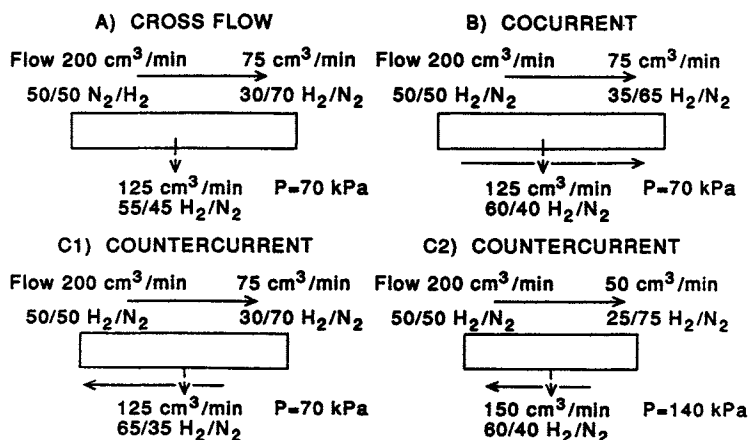 A) CROSS FLOW
Flow 200 cm³/min 75 cm³/min
50/50 N₂/H₂ 30/70 H₂/N₂
125 cm³/min P=70 kPa
55/45 H₂/N₂
B) COCURRENT
Flow 200 cm³/min 75 cm³/min
50/50 H₂/N₂ 35/65 H₂/N₂
125 cm³/min P=70 kPa
60/40 H₂/N₂
C1) COUNTERCURRENT
Flow 200 cm³/min 75 cm³/min
50/50 H₂/N₂ 30/70 H₂/N₂
125 cm³/min P=70 kPa
65/35 H₂/N₂
C2) COUNTERCURRENT
Flow 200 cm³/min 50 cm³/min
50/50 H₂/N₂ 25/75 H₂/N₂
150 cm³/min P=140 kPa
60/40 H₂/N₂